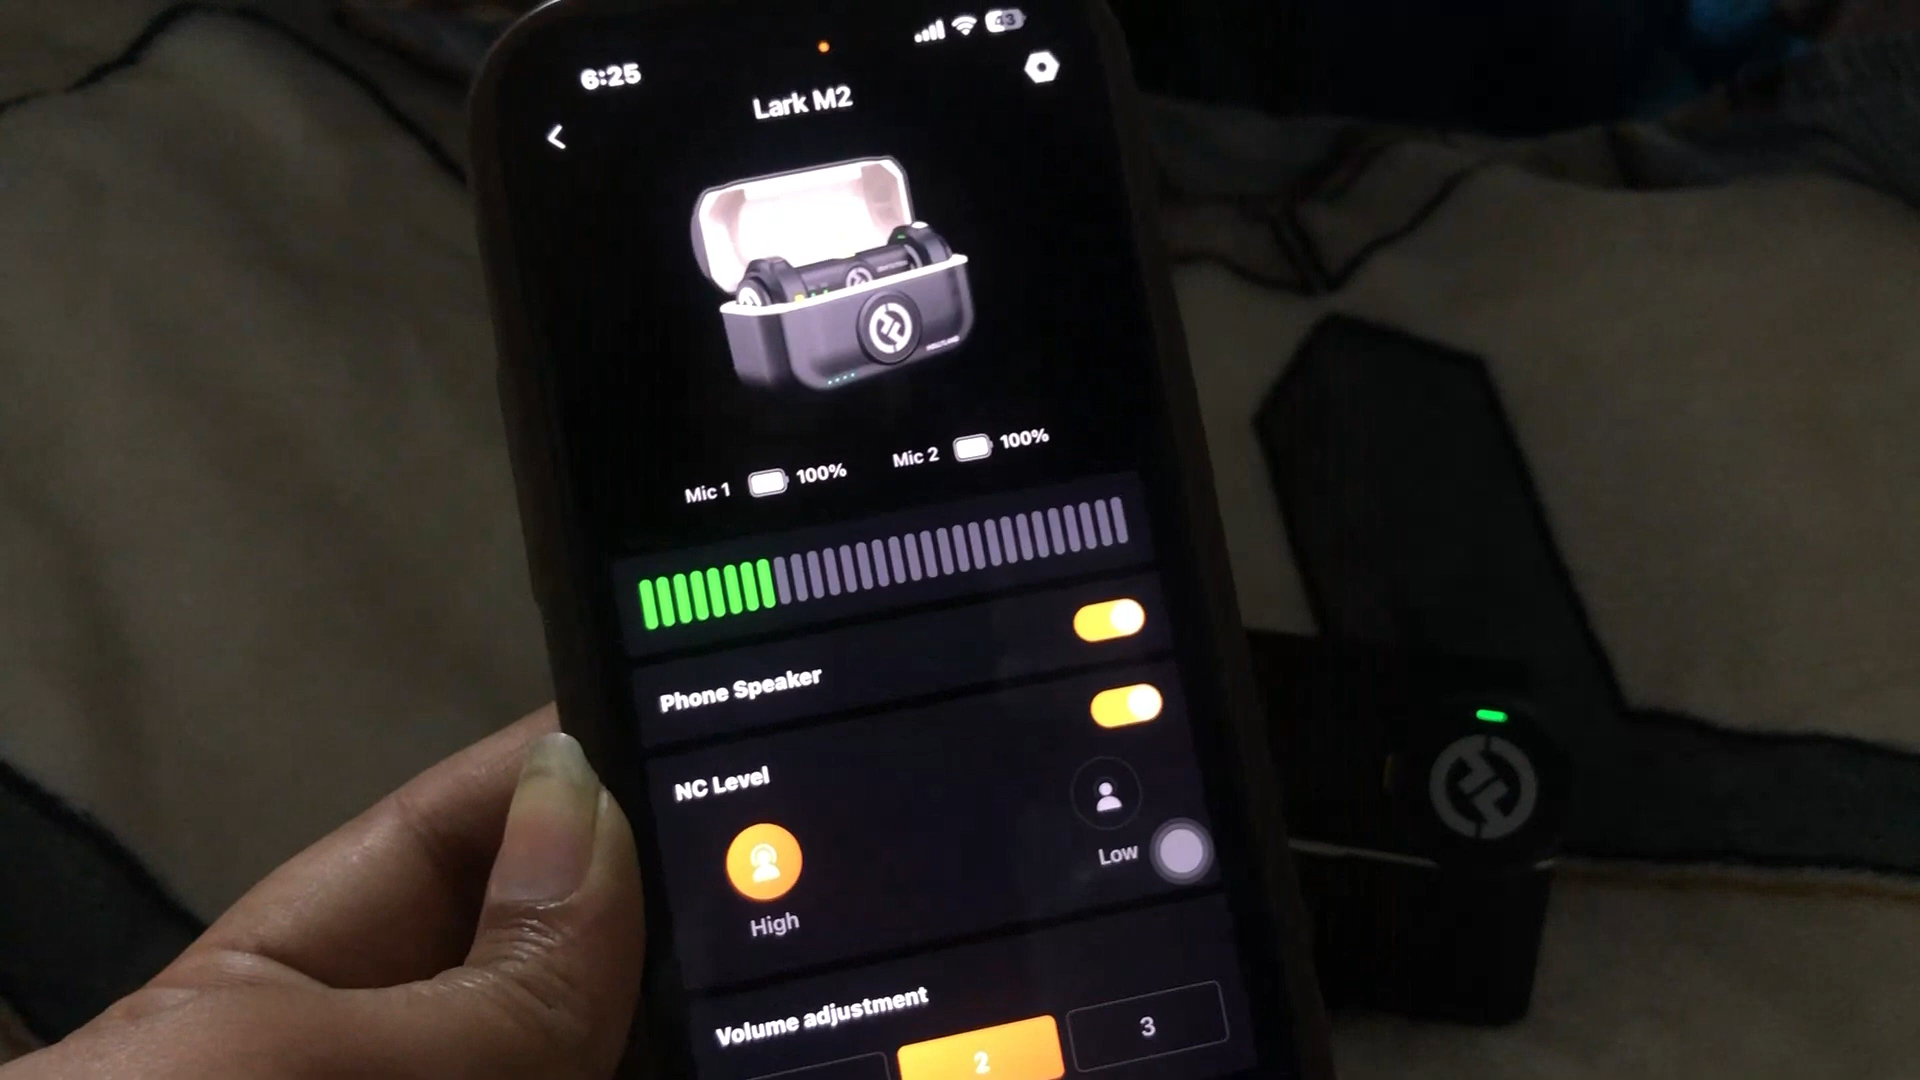 6:25
43
Lark M2
Mic 1 100% Mic 2 100%
Phone Speaker
NC Level
High
Low
Volume adjustment
2
3